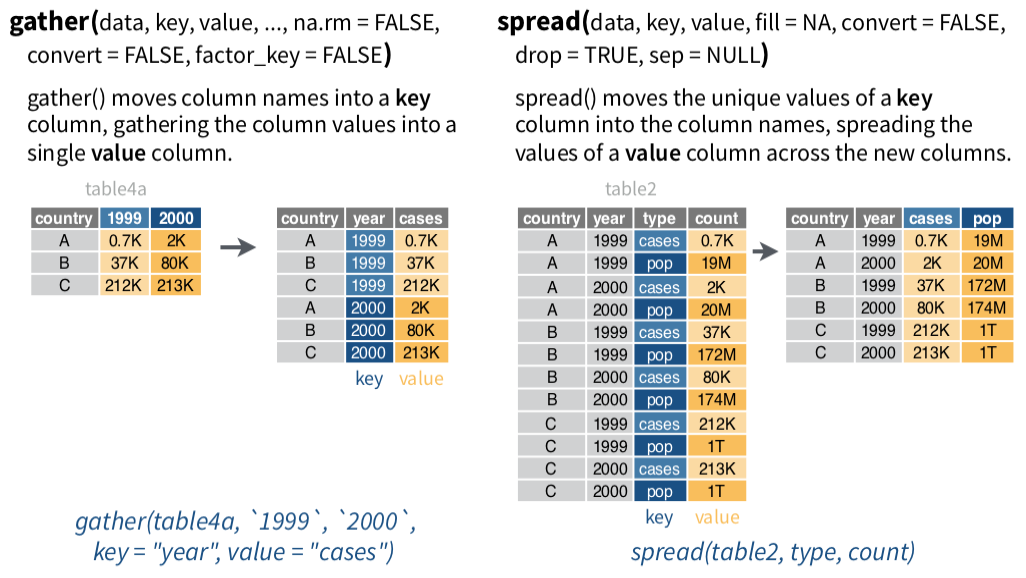 gather(data, key, value, ..., na.rm = FALSE,
convert = FALSE, factor_key = FALSE)
gather() moves column names into a key
column, gathering the column values into a
single value column.
table4a
country 1999 2000
A 0.7K 2K
B 37K 80K
C 212K 213K
country year cases
A 1999 0.7K
B 1999 37K
C 1999 212K
A 2000 2K
B 2000 80K
C 2000 213K
key value
gather(table4a, `1999`, `2000`,
key = "year", value = "cases")
spread(data, key, value, fill = NA, convert = FALSE,
drop = TRUE, sep = NULL)
spread() moves the unique values of a key
column into the column names, spreading the
values of a value column across the new columns.
table2
country year type count
A 1999 cases 0.7K
A 1999 pop 19M
A 2000 cases 2K
A 2000 pop 20M
B 1999 cases 37K
B 1999 pop 172M
B 2000 cases 80K
B 2000 pop 174M
C 1999 cases 212K
C 1999 pop 1T
C 2000 cases 213K
C 2000 pop 1T
key value
country year cases pop
A 1999 0.7K 19M
A 2000 2K 20M
B 1999 37K 172M
B 2000 80K 174M
C 1999 212K 1T
C 2000 213K 1T
spread(table2, type, count)